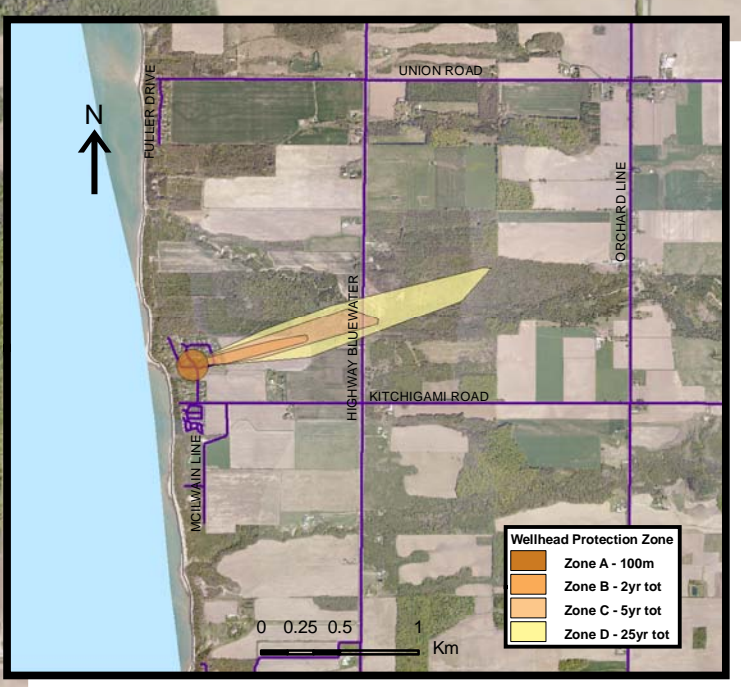 UNION ROAD
FULLER DRIVE
N
ORCHARD LINE
HIGHWAY BLUEWATER
KITCHIGAMI ROAD
MCILWAIN LINE
Wellhead Protection Zone
Zone A - 100m
Zone B - 2yr tot
Zone C - 5yr tot
Zone D - 25yr tot
0 0.25 0.5 1
Km